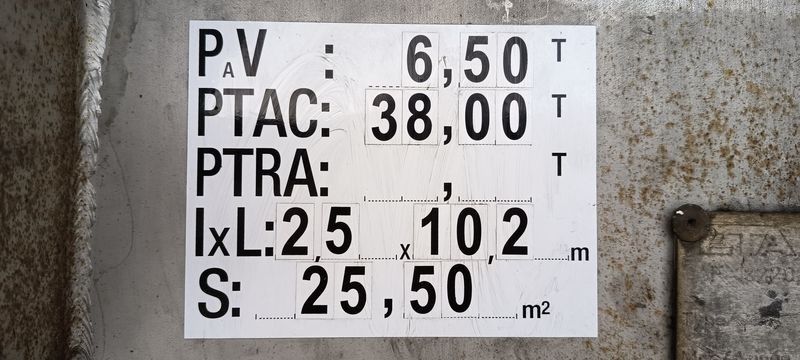 PAV : 6,50 T
PTAC: 38,00 T
PTRA: , T
IxL: 2,5 x 10,2 m
S: 25,50 m²